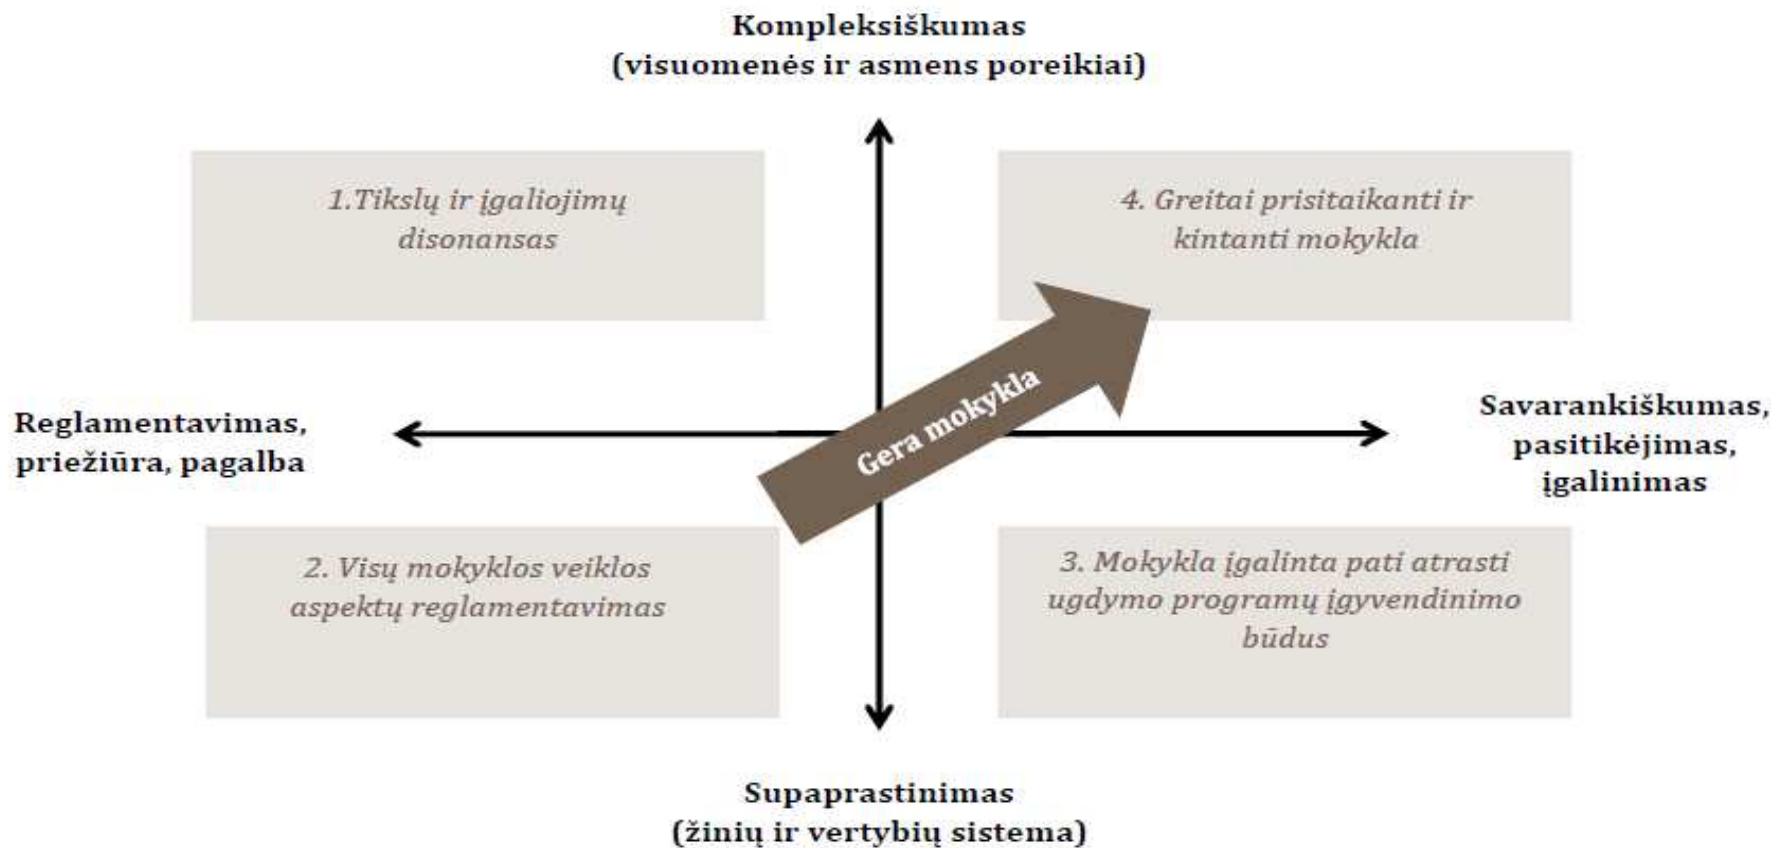 Kompleksiškumas
(visuomenės ir asmens poreikiai)
1.Tikslų ir įgaliojimų
disonansas
4. Greitai prisitaikanti ir
kintanti mokykla
Reglamentavimas,
priežiūra, pagalba
Gera mokykla
Savarankiškumas,
pasitikėjimas,
įgalinimas
2. Visų mokyklos veiklos
aspektų reglamentavimas
3. Mokykla įgalinta pati atrasti
ugdymo programų įgyvendinimo
būdus
Supaprastinimas
(žinių ir vertybių sistema)